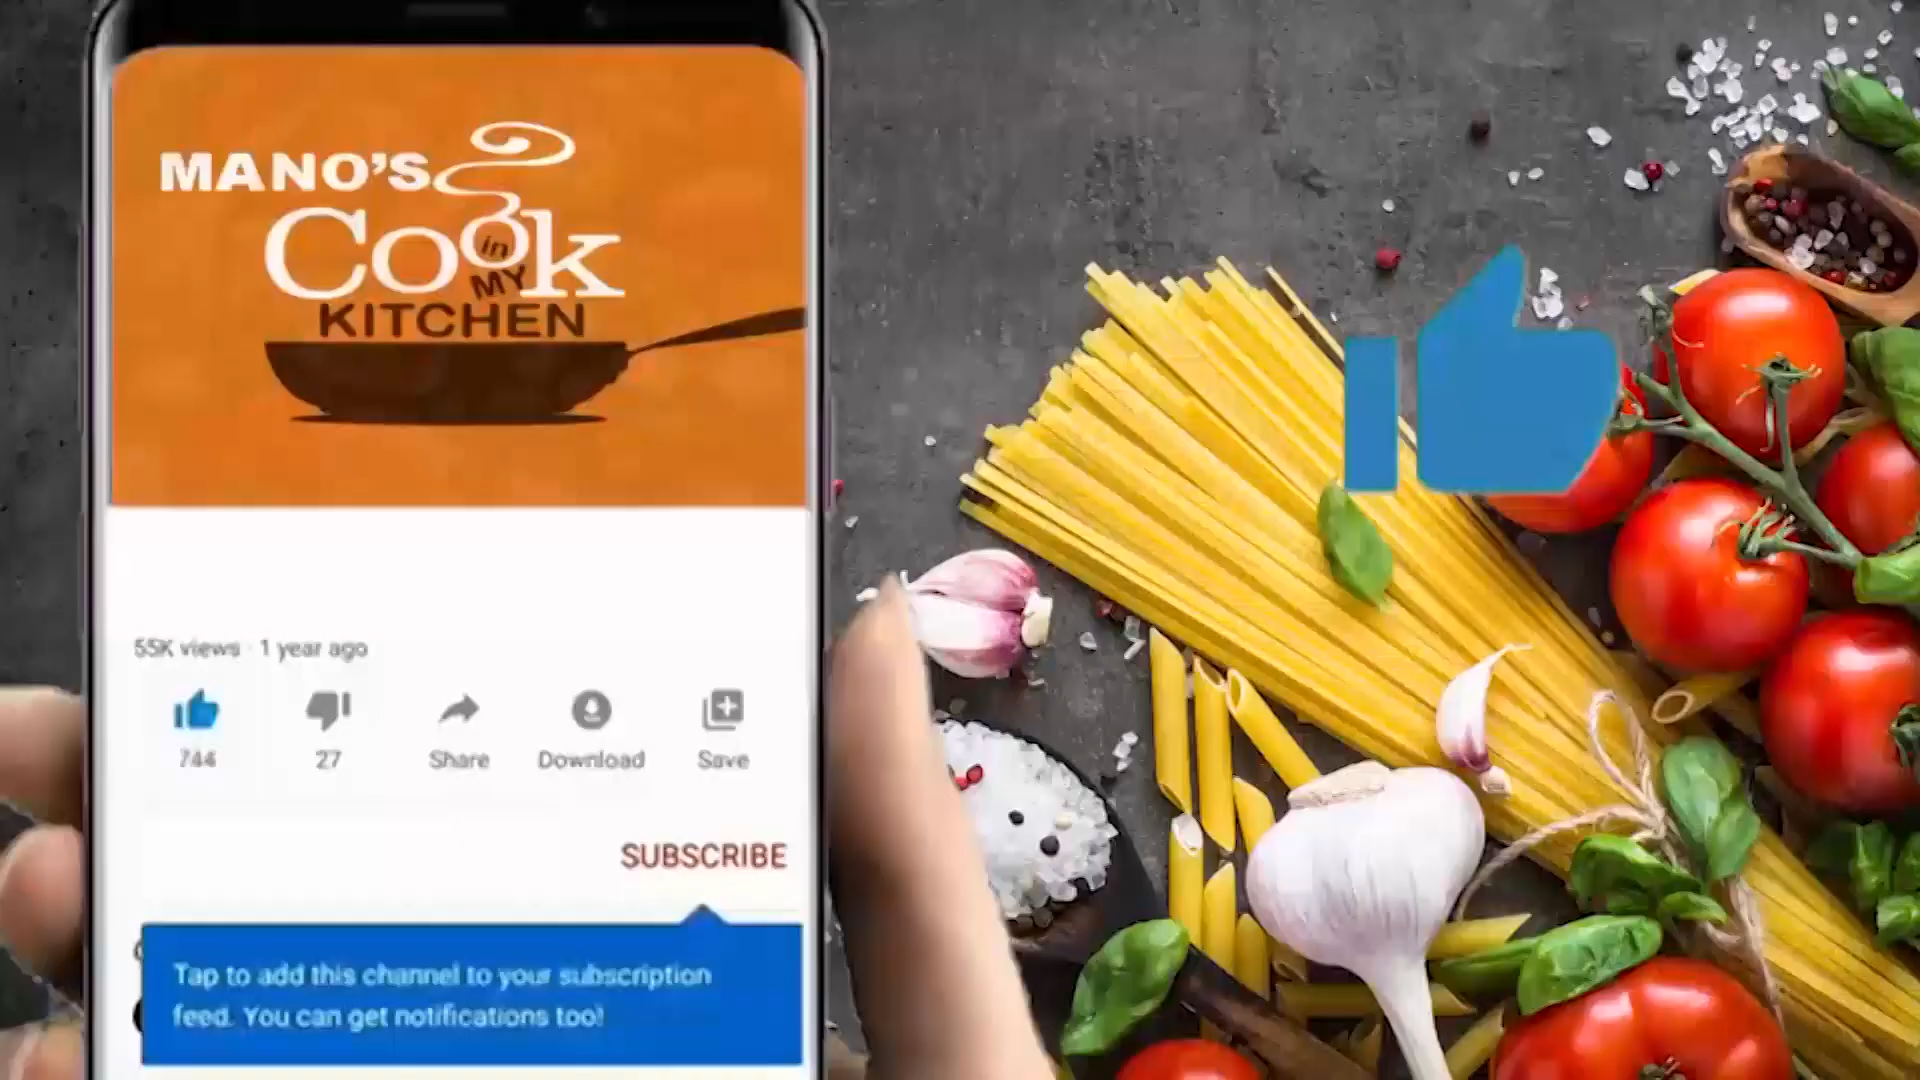 MANO'S
Cook
in
MY
KITCHEN
55K views · 1 year ago
744
27
Share
Download
Save
SUBSCRIBE
Tap to add this channel to your subscription
feed. You can get notifications too!